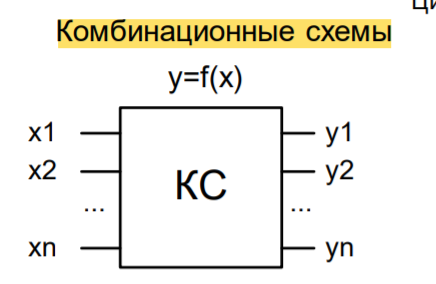 Комбинационные схемы
y=f(x)
x1
y1
x2
КС
y2
...
...
xn
yn